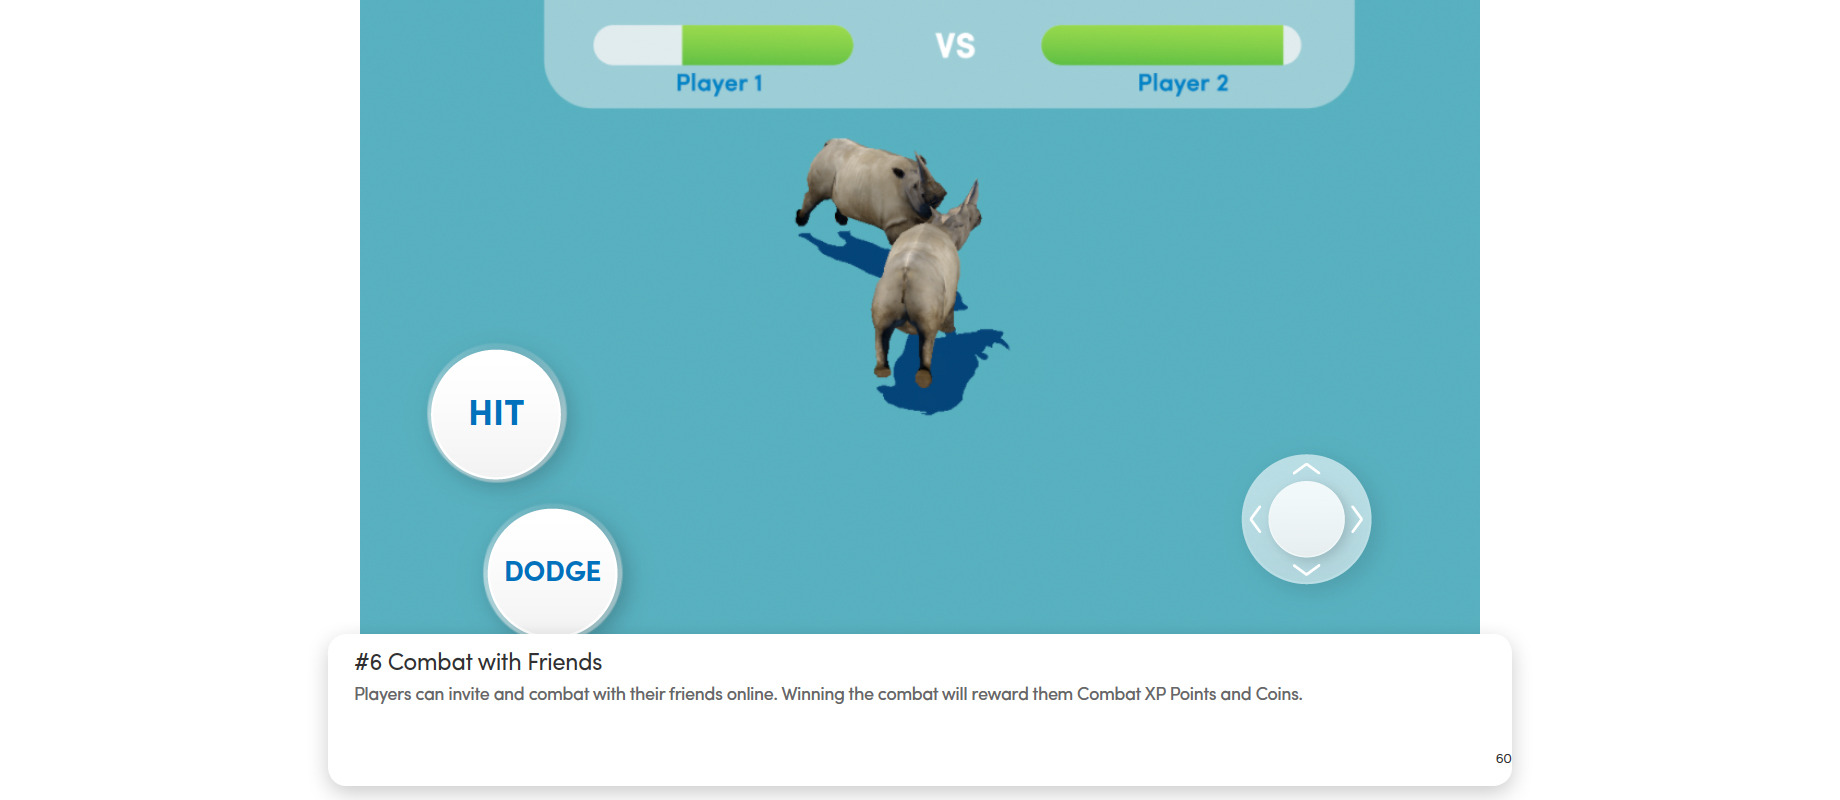 VS
Player 1
Player 2
HIT
DODGE
#6 Combat with Friends
Players can invite and combat with their friends online. Winning the combat will reward them Combat XP Points and Coins.
60